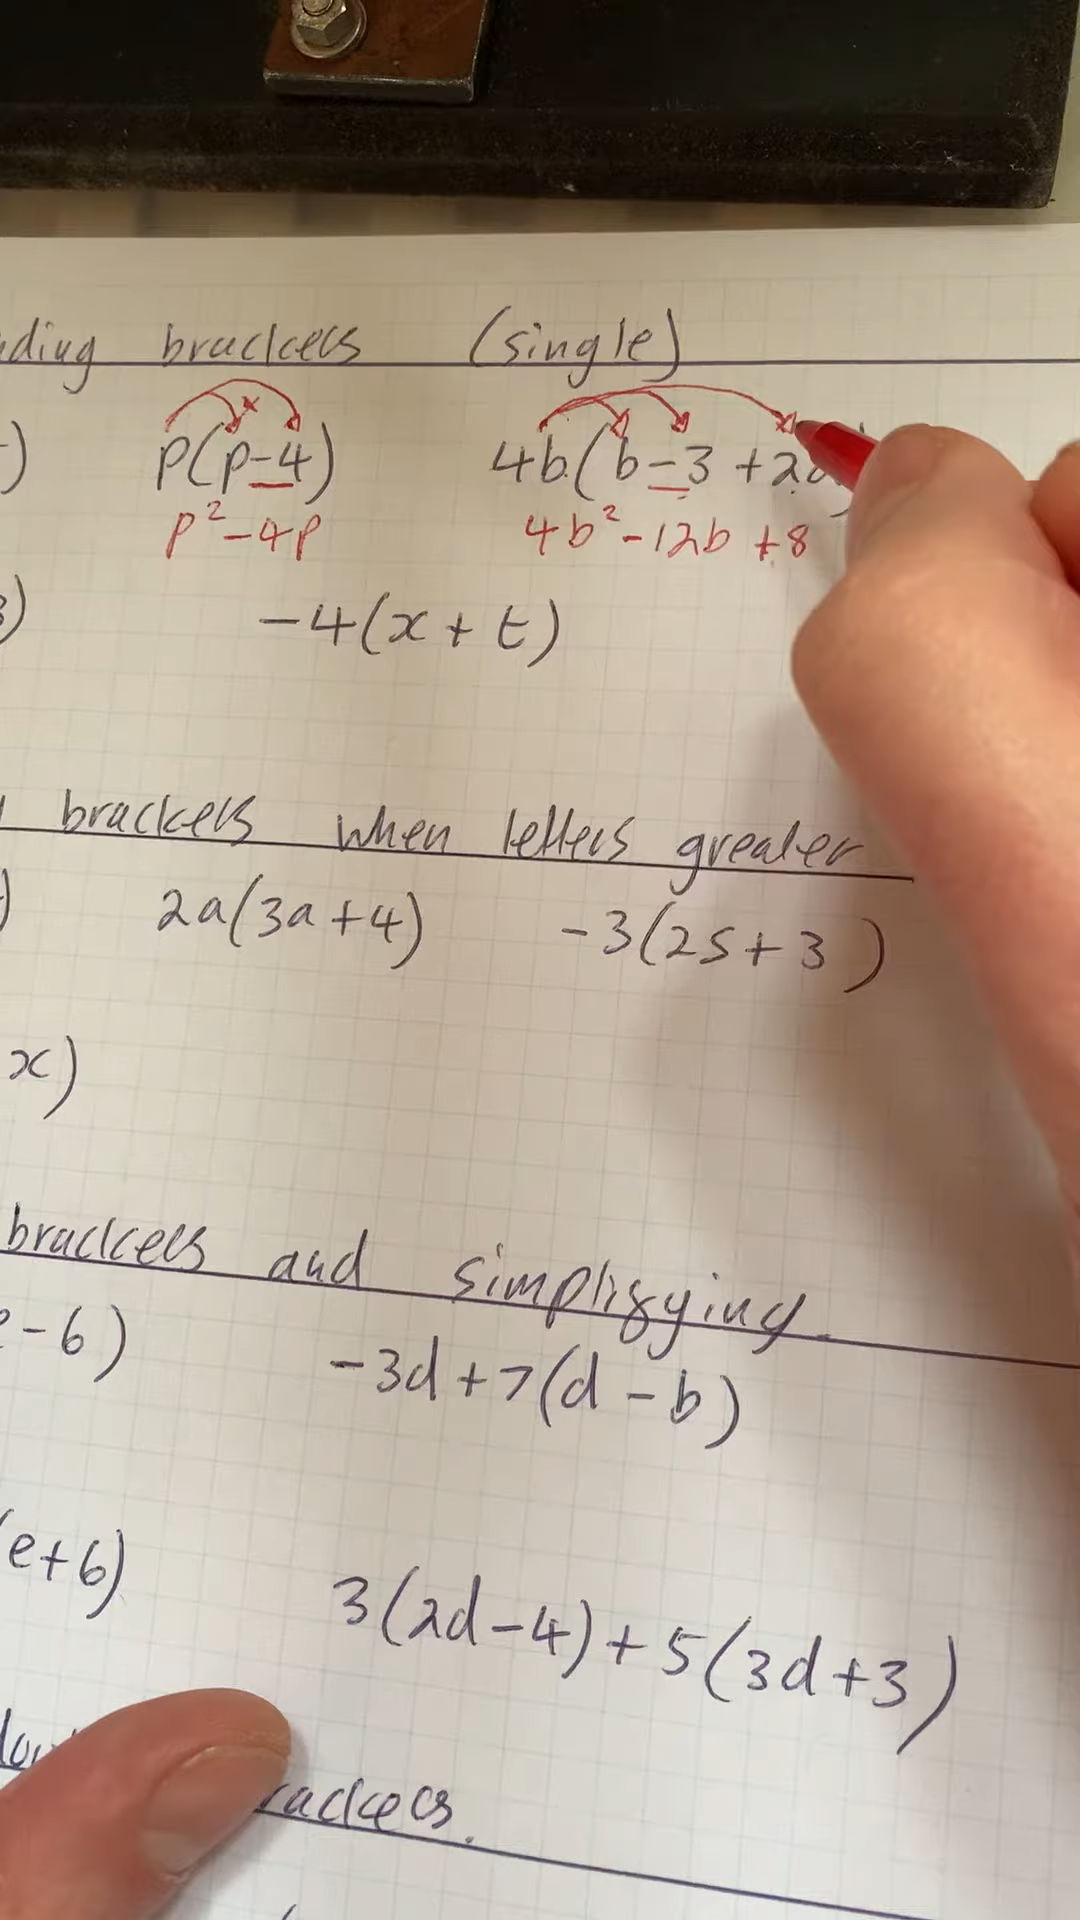 brackets (single)
p(p-4) 4b(b-3+2
p²-4p 4b²-12b+8
-4(x+t)
brackets when letters greater
2a(3a+4) -3(2s+3)
x)
brackets and simplifying
-6) -3d+7(d-b)
(e+6) 3(2d-4)+5(3d+3)